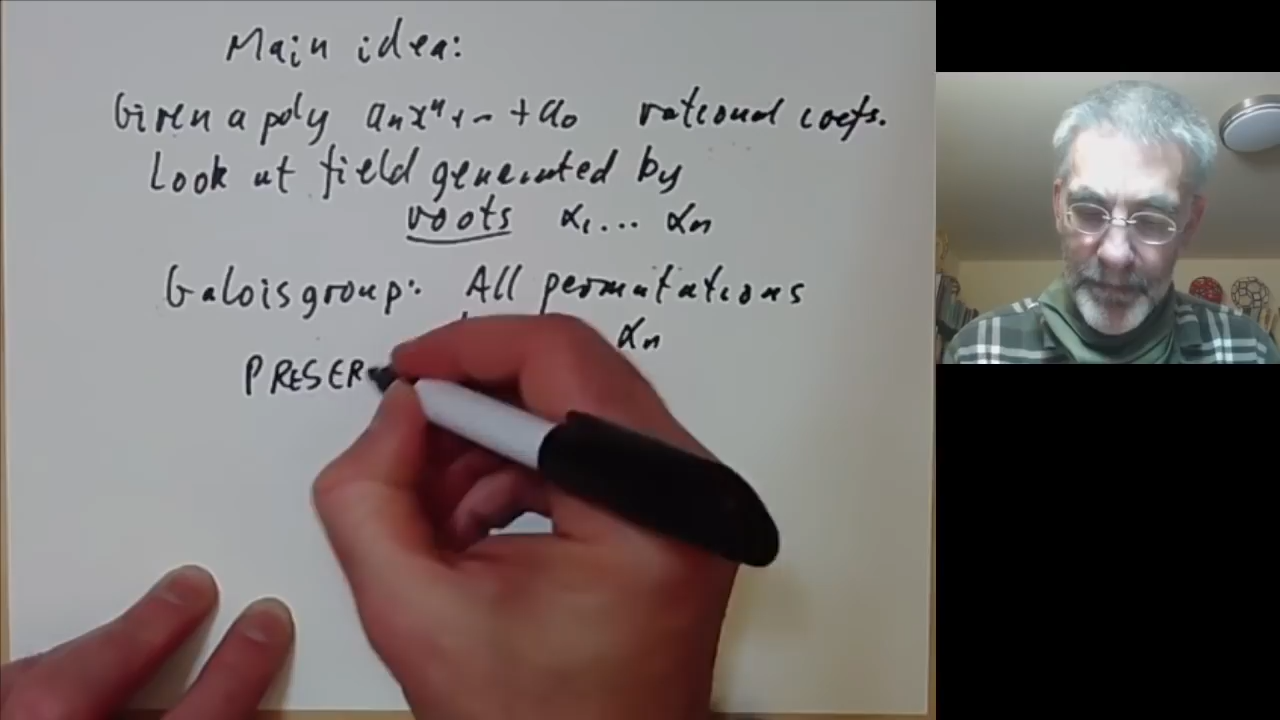 Main idea:
Given a poly aₙxⁿ+~+a₀ rational coefs.
Look at field generated by
roots α₁... αₙ
Galois group: All permutations
αₙ
PRESER